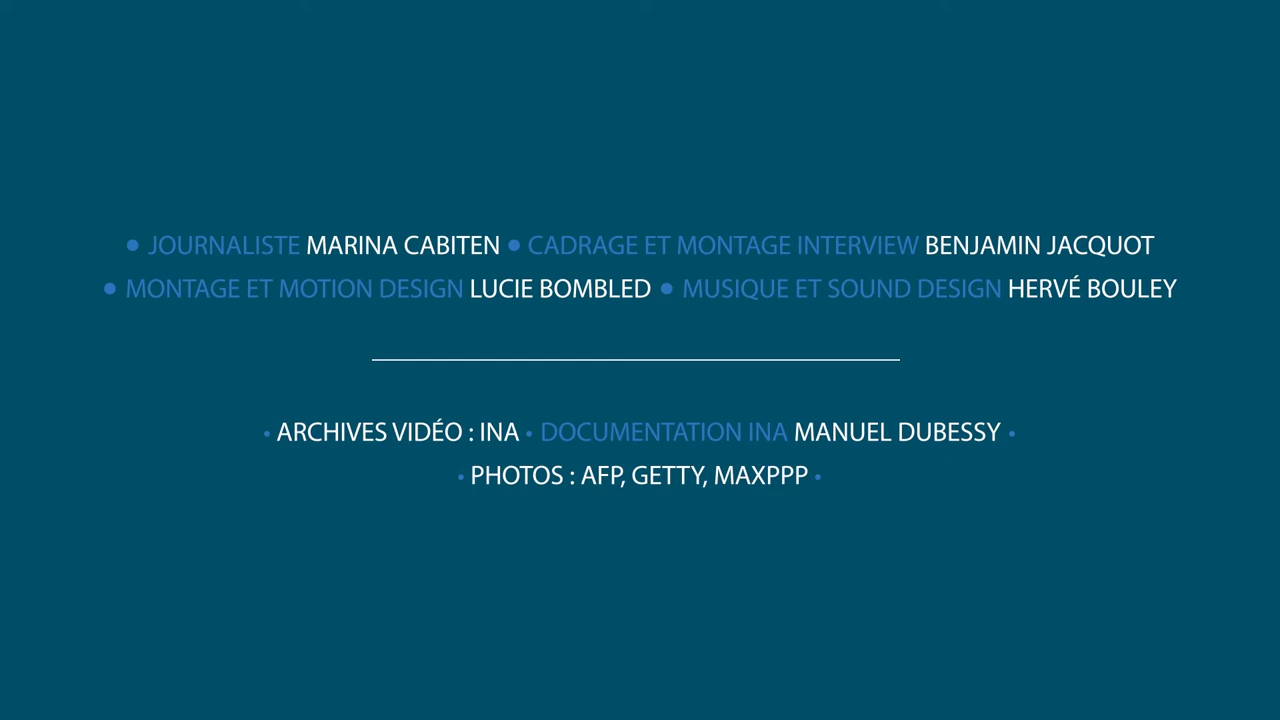 • JOURNALISTE MARINA CABITEN • CADRAGE ET MONTAGE INTERVIEW BENJAMIN JACQUOT
• MONTAGE ET MOTION DESIGN LUCIE BOMBLED • MUSIQUE ET SOUND DESIGN HERVÉ BOULEY
• ARCHIVES VIDÉO : INA • DOCUMENTATION INA MANUEL DUBESSY •
• PHOTOS : AFP, GETTY, MAXPPP •